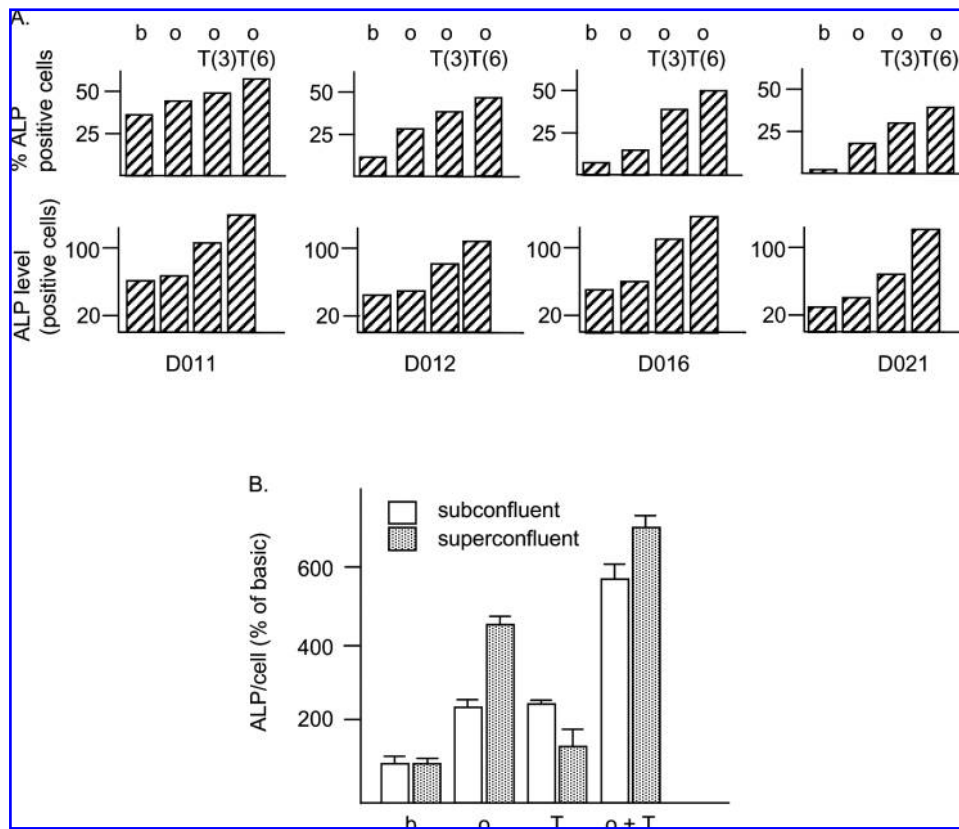 A.
b o o o b o o o b o o o b o o o
T(3)T(6) T(3)T(6) T(3)T(6) T(3)T(6)
% ALP
positive cells
50 50 50 50
25 25 25 25
ALP level
(positive cells)
100 100 100 100
20 20 20 20
D011 D012 D016 D021
B.
subconfluent
superconfluent
ALP/cell (% of basic)
600
400
200
b o T o + T